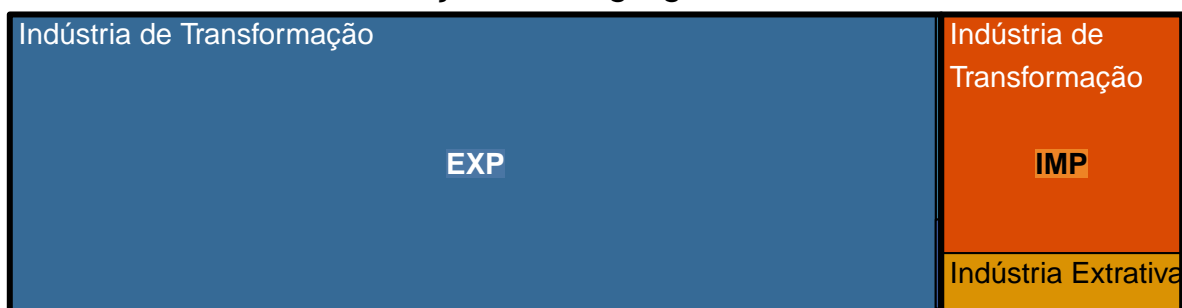 Indústria de Transformação
EXP
Indústria de
Transformação
IMP
Indústria Extrativa